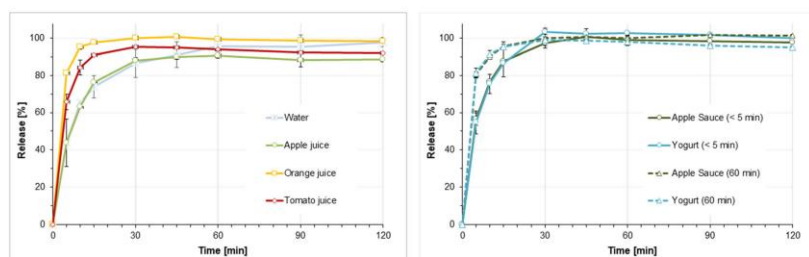 100
80
60
40
20
0
Release [%]
0 30 60 90 120
Time [min]
Water
Apple juice
Orange juice
Tomato juice
100
80
60
40
20
0
Release [%]
0 30 60 90 120
Time [min]
Apple Sauce (< 5 min)
Yogurt (< 5 min)
Apple Sauce (60 min)
Yogurt (60 min)